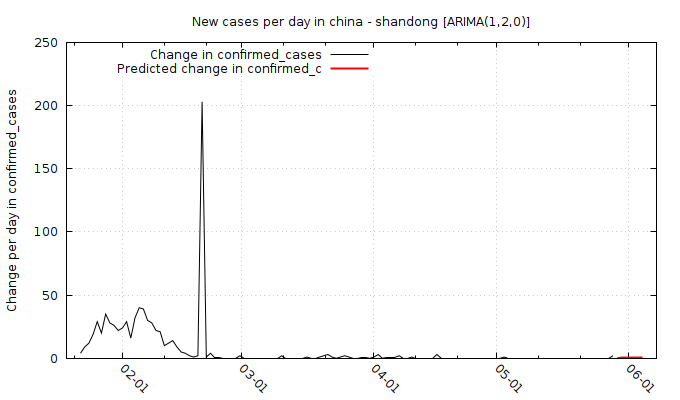 New cases per day in china - shandong [ARIMA(1,2,0)]
Change in confirmed_cases
Predicted change in confirmed_c
Change per day in confirmed_cases
250
200
150
100
50
0
02-01
03-01
04-01
05-01
06-01